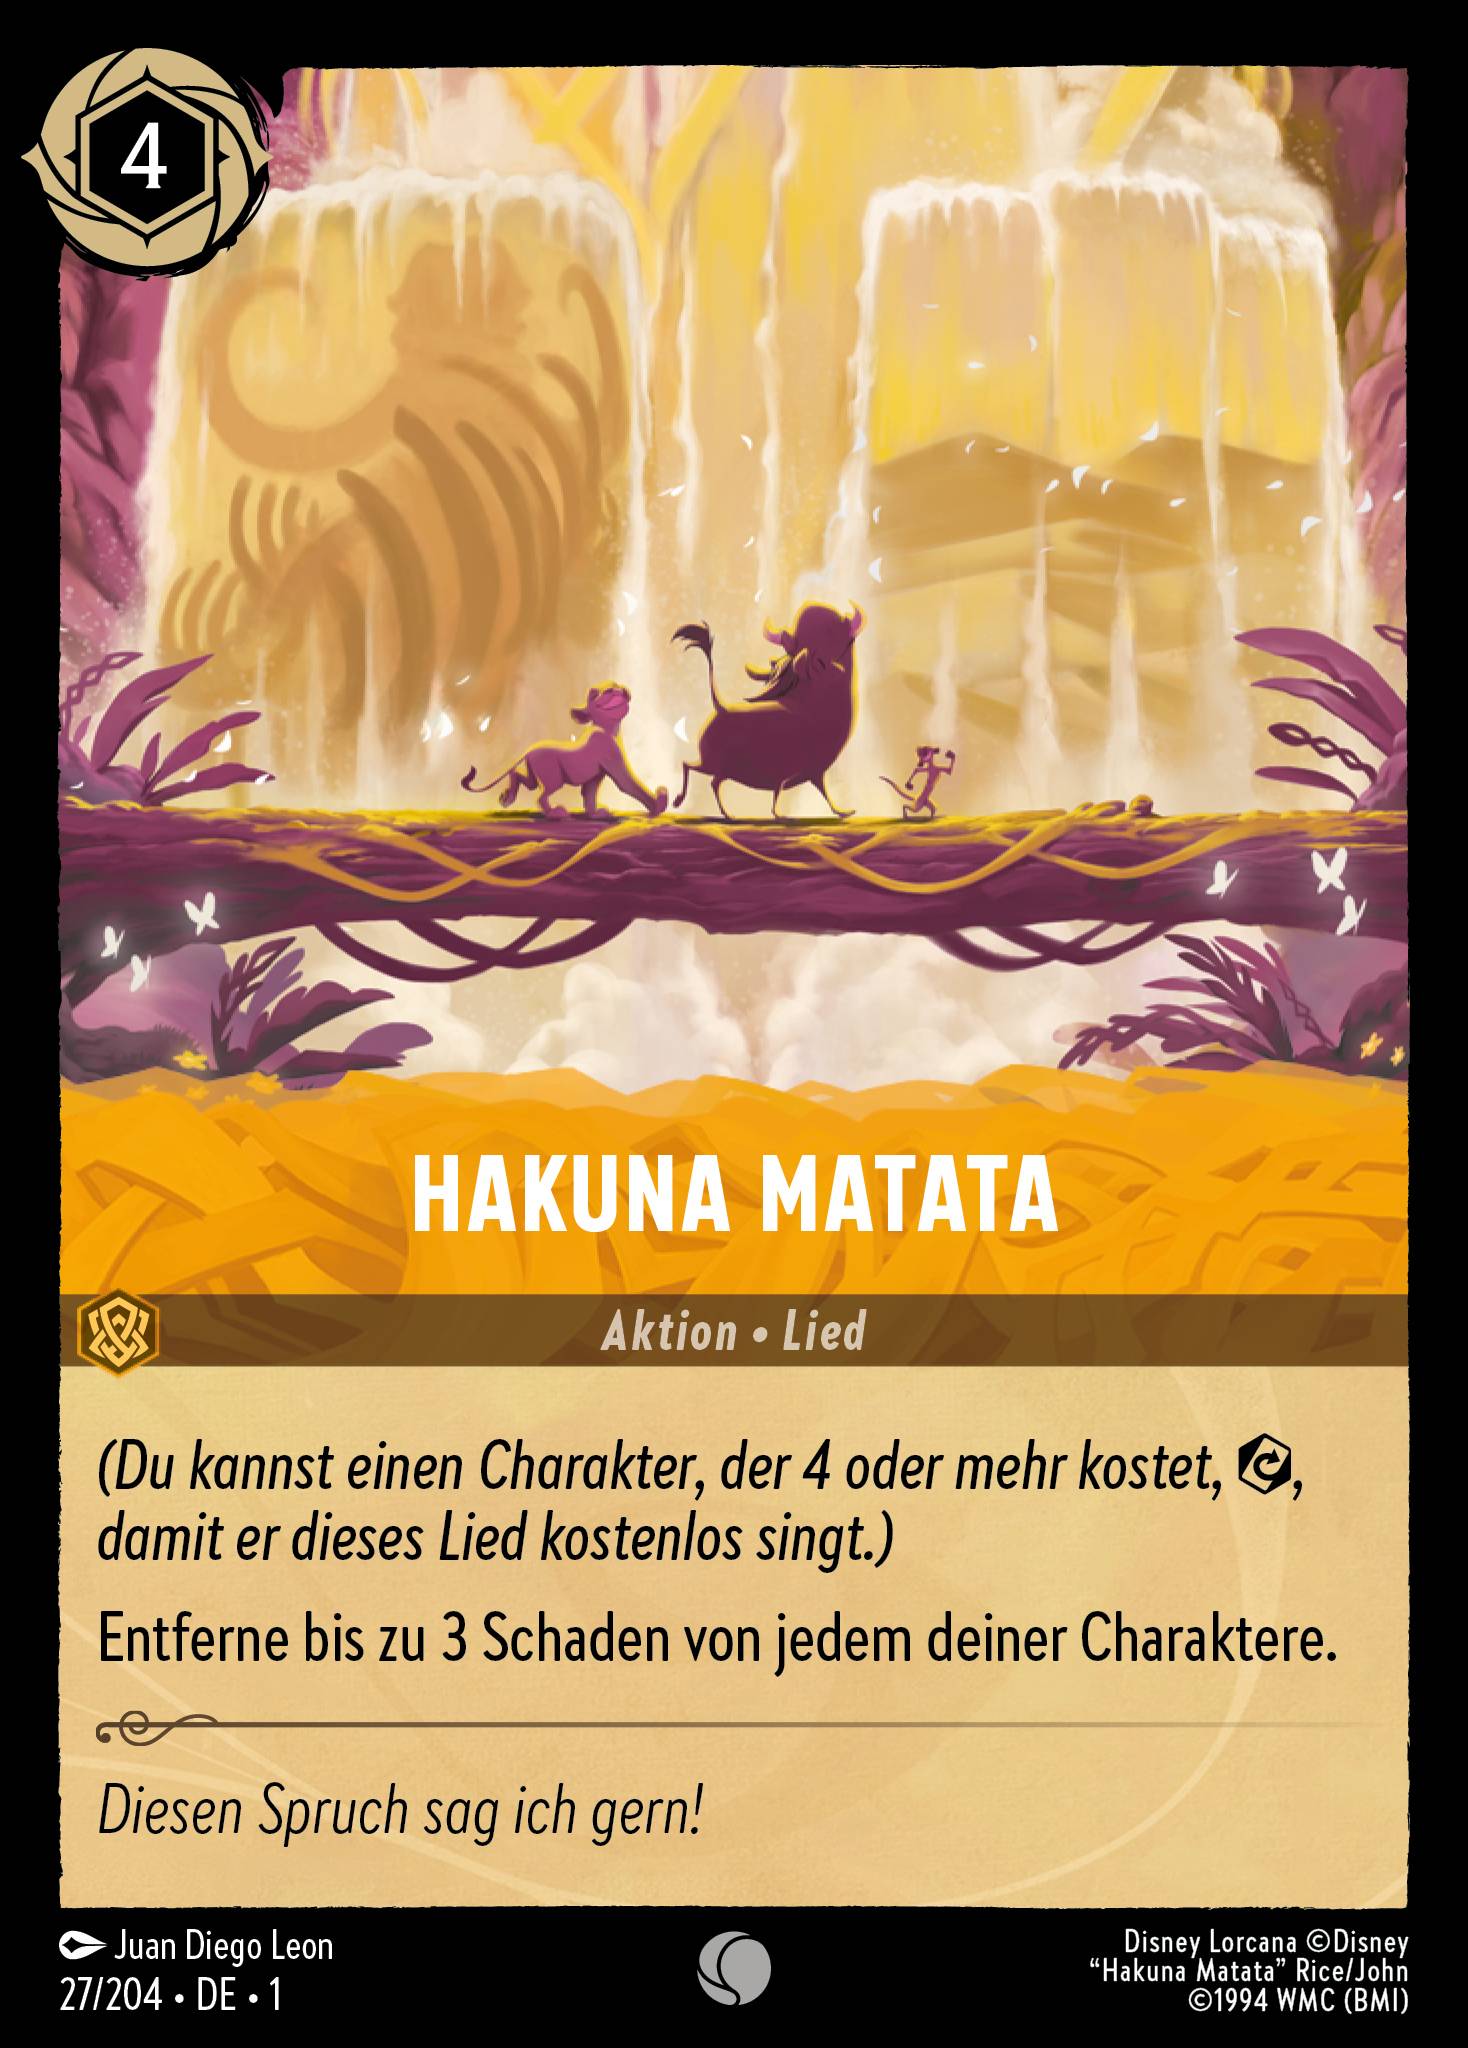 4
HAKUNA MATATA
Aktion • Lied
(Du kannst einen Charakter, der 4 oder mehr kostet, ,
damit er dieses Lied kostenlos singt.)
Entferne bis zu 3 Schaden von jedem deiner Charaktere.
Diesen Spruch sag ich gern!
Juan Diego Leon
27/204 • DE • 1
Disney Lorcana ©Disney
“Hakuna Matata” Rice/John
©1994 WMC (BMI)